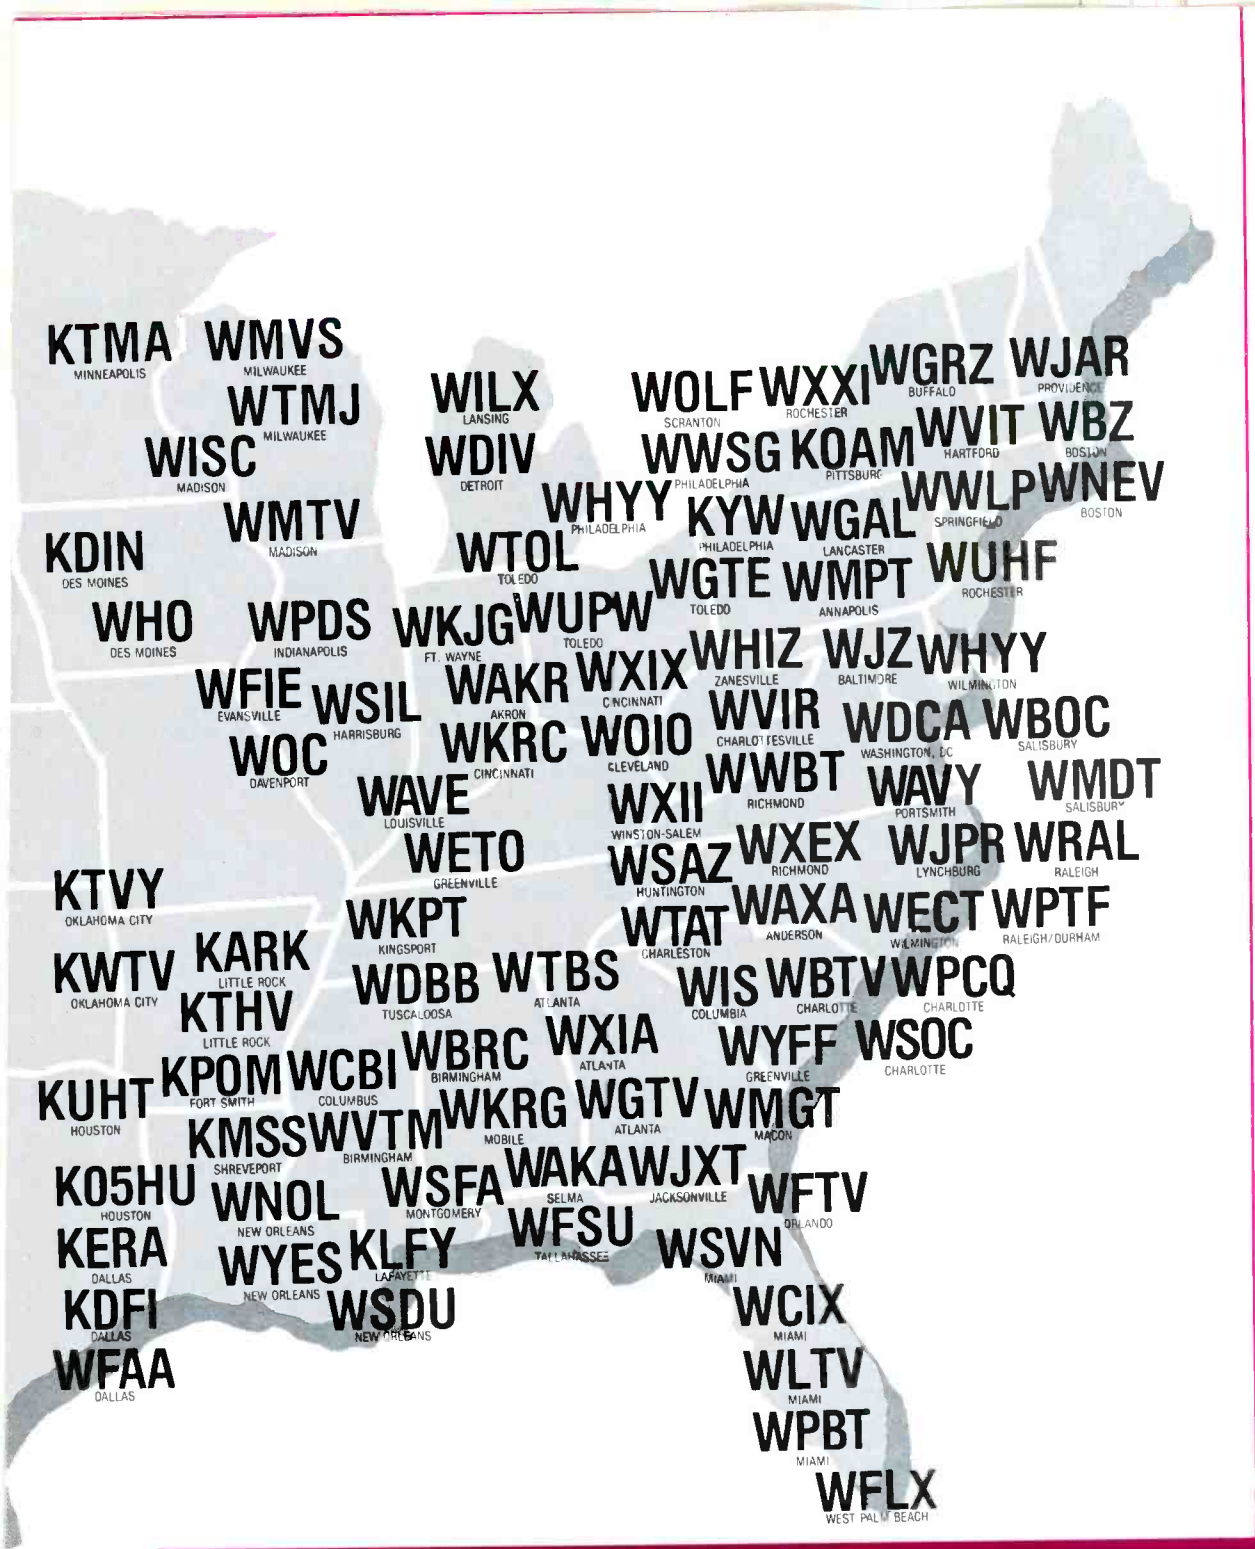 KTMA
MINNEAPOLIS
WMVS
MILWAUKEE
WTMJ
MILWAUKEE
WISC
MADISON
WMTV
MADISON
WILX
LANSING
WDIV
DETROIT
WOLF
SCRANTON
WXXI
ROCHESTER
WGRZ
BUFFALO
WJAR
PROVIDENCE
WWSG
PHILADELPHIA
KOAM
PITTSBURG
WVIT
HARTFORD
WBZ
BOSTON
WHYY
PHILADELPHIA
KYW
PHILADELPHIA
WGAL
LANCASTER
WWLP
SPRINGFIELD
WNEV
BOSTON
KDIN
DES MOINES
WTOL
TOLEDO
WGTE
TOLEDO
WMPT
ANNAPOLIS
WUHF
ROCHESTER
WHO
DES MOINES
WPDS
INDIANAPOLIS
WKJG
FT. WAYNE
WUPW
TOLEDO
WHIZ
ZANESVILLE
WJZ
BALTIMORE
WHYY
WILMINGTON
WFIE
EVANSVILLE
WSIL
HARRISBURG
WAKR
AKRON
WXIX
CINCINNATI
WVIR
CHARLOTTESVILLE
WDCA
WASHINGTON, DC
WBOC
SALISBURY
WOC
DAVENPORT
WKRC
CINCINNATI
WOIO
CLEVELAND
WWBT
RICHMOND
WAVY
PORTSMITH
WMDT
SALISBURY
WAVE
LOUISVILLE
WXII
WINSTON-SALEM
WETO
GREENVILLE
WSAZ
HUNTINGTON
WXEX
RICHMOND
WJPR
LYNCHBURG
WRAL
RALEIGH
KTVY
OKLAHOMA CITY
WKPT
KINGSPORT
WTAT
CHARLESTON
WAXA
ANDERSON
WECT
WILMINGTON
WPTF
RALEIGH/DURHAM
KWTV
OKLAHOMA CITY
KARK
LITTLE ROCK
WDBB
TUSCALOOSA
WTBS
ATLANTA
WIS
COLUMBIA
WBTV
CHARLOTTE
WPCQ
CHARLOTTE
KTHV
LITTLE ROCK
WBRC
BIRMINGHAM
WXIA
ATLANTA
WYFF
GREENVILLE
WSOC
CHARLOTTE
KUHT
HOUSTON
KPOM
FORT SMITH
WCBI
COLUMBUS
WKRG
MOBILE
WGTV
ATLANTA
WMGT
MACON
KMSS
SHREVEPORT
WVTM
BIRMINGHAM
K05HU
HOUSTON
WNOL
NEW ORLEANS
WSFA
MONTGOMERY
WAKA
SELMA
WJXT
JACKSONVILLE
WFTV
ORLANDO
KERA
DALLAS
WYES
NEW ORLEANS
KLFY
LAFAYETTE
WFSU
TALLAHASSEE
WSVN
MIAMI
KDFI
DALLAS
WSDU
NEW ORLEANS
WCIX
MIAMI
WFAA
DALLAS
WLTV
MIAMI
WPBT
MIAMI
WFLX
WEST PALM BEACH